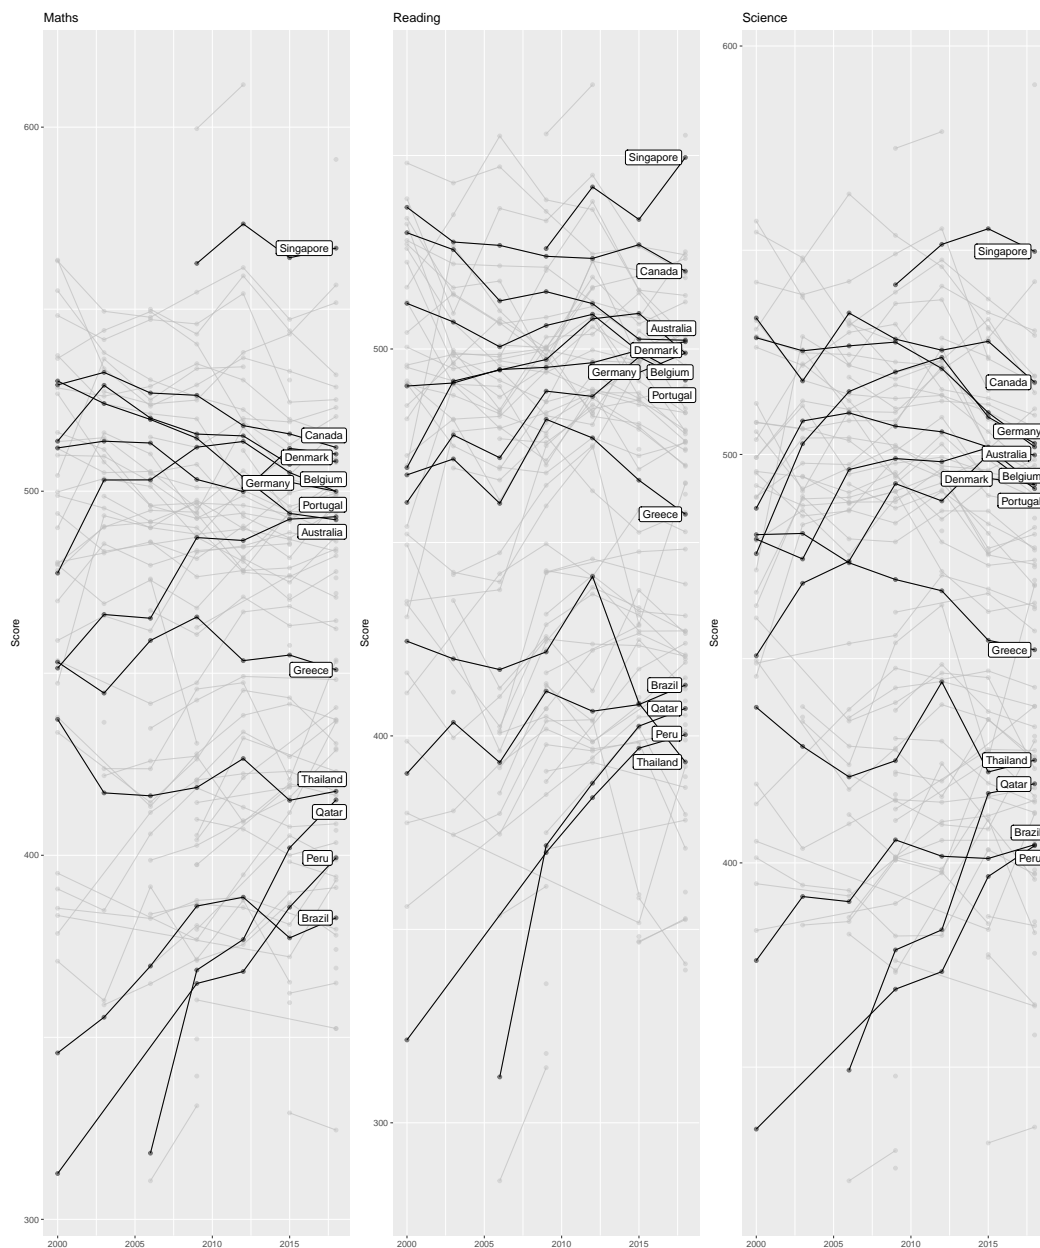 Maths
Score
600
500
400
300
Singapore
Canada
Denmark
Germany
Belgium
Portugal
Australia
Greece
Thailand
Qatar
Peru
Brazil
2000
2005
2010
2015
Reading
Score
500
400
300
Singapore
Canada
Australia
Denmark
Germany
Belgium
Portugal
Greece
Brazil
Qatar
Peru
Thailand
2000
2005
2010
2015
Science
Score
600
500
400
Singapore
Canada
Germany
Australia
Denmark
Belgium
Portugal
Greece
Thailand
Qatar
Brazil
Peru
2000
2005
2010
2015